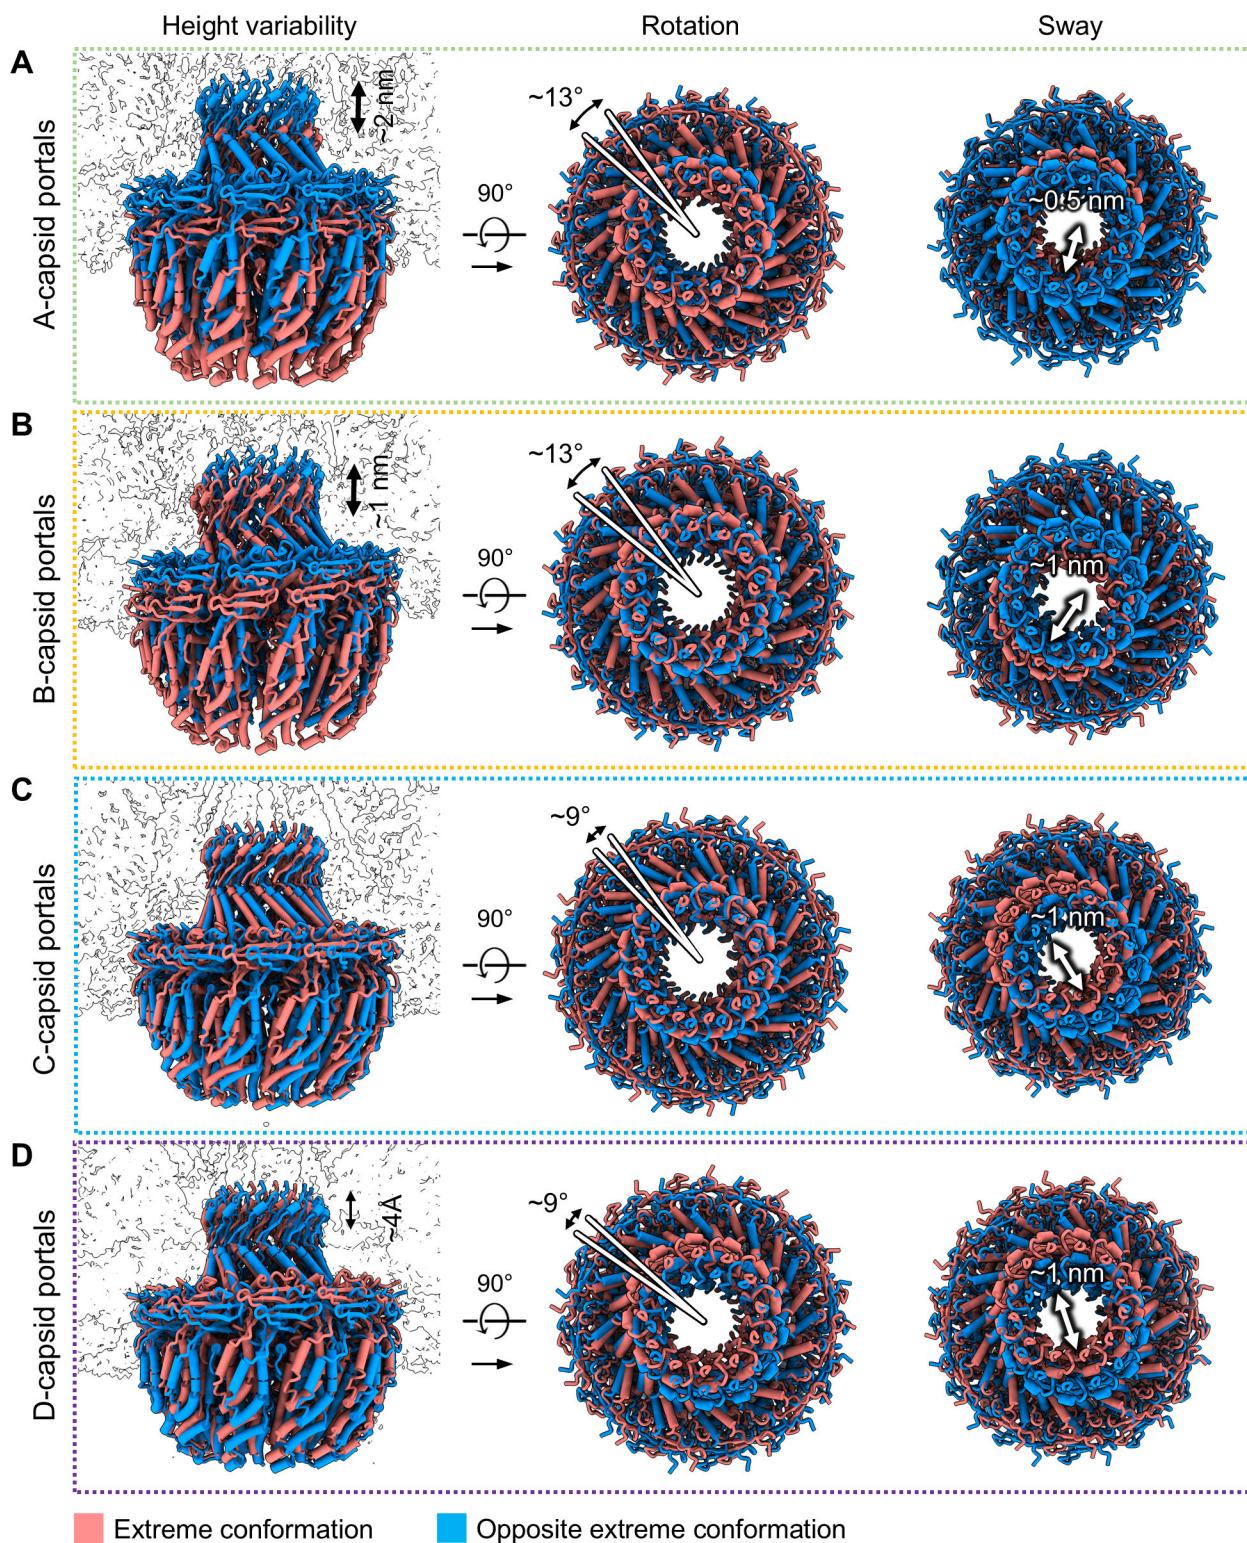 Height variability
Rotation
Sway
A
A-capsid portals
~2 nm
90°
~13°
~0.5 nm
B
B-capsid portals
~1 nm
90°
~13°
~1 nm
C
C-capsid portals
90°
~9°
~1 nm
D
D-capsid portals
~4Å
90°
~9°
~1 nm
Extreme conformation
Opposite extreme conformation